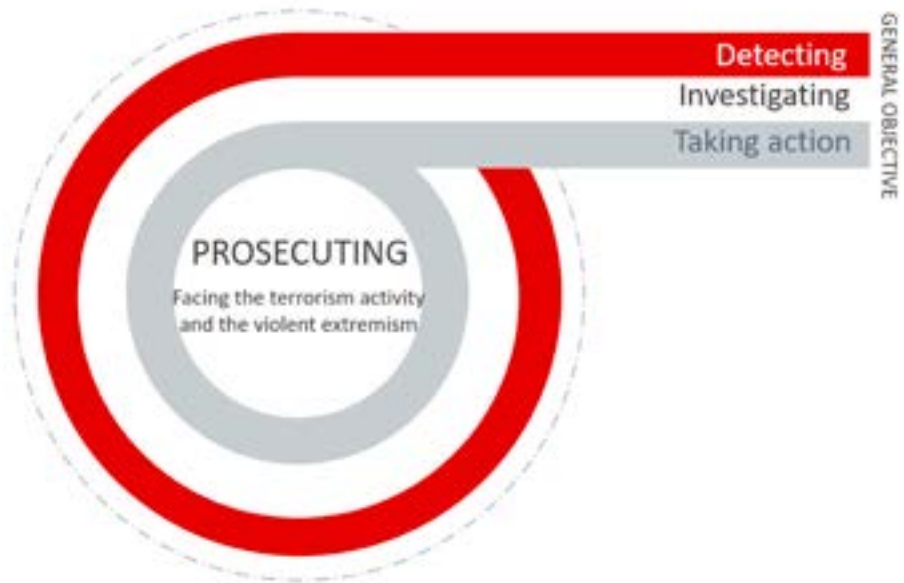 Detecting
Investigating
Taking action
GENERAL OBJECTIVE
PROSECUTING
Facing the terrorism activity
and the violent extremism